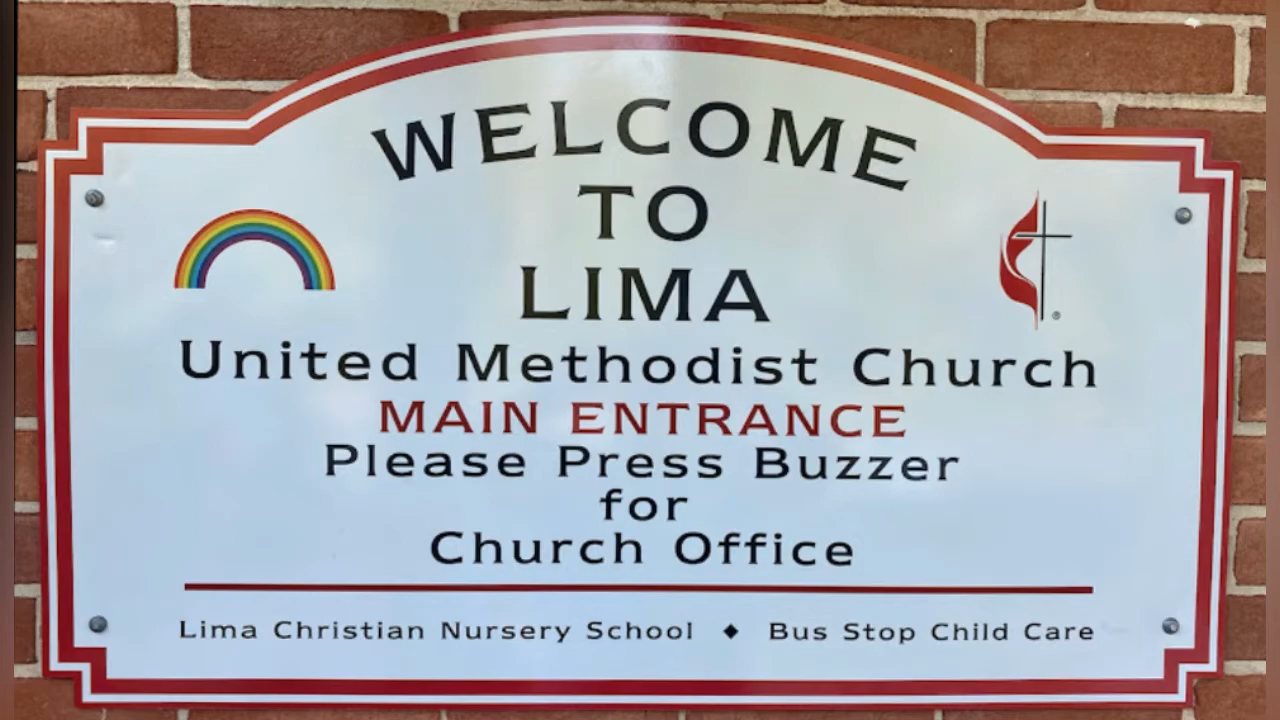 WELCOME
TO
LIMA
United Methodist Church
MAIN ENTRANCE
Please Press Buzzer
for
Church Office
Lima Christian Nursery School ♦ Bus Stop Child Care